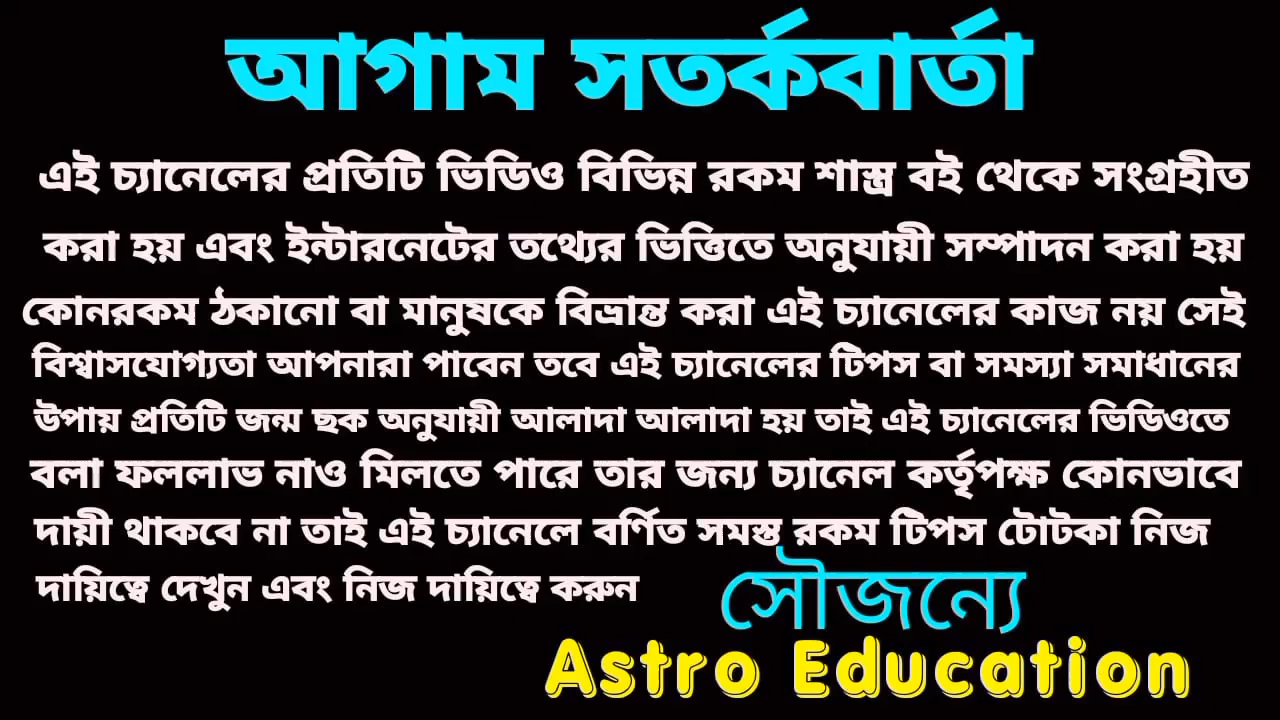 আগাম সতর্কবার্তা
এই চ্যানেলের প্রতিটি ভিডিও বিভিন্ন রকম শাস্ত্র বই থেকে সংগ্রহীত
করা হয় এবং ইন্টারনেটের তথ্যের ভিত্তিতে অনুযায়ী সম্পাদন করা হয়
কোনরকম ঠকানো বা মানুষকে বিভ্রান্ত করা এই চ্যানেলের কাজ নয় সেই
বিশ্বাসযোগ্যতা আপনারা পাবেন তবে এই চ্যানেলের টিপস বা সমস্যা সমাধানের
উপায় প্রতিটি জন্ম ছক অনুযায়ী আলাদা আলাদা হয় তাই এই চ্যানেলের ভিডিওতে
বলা ফললাভ নাও মিলতে পারে তার জন্য চ্যানেল কর্তৃপক্ষ কোনভাবে
দায়ী থাকবে না তাই এই চ্যানেলে বর্ণিত সমস্ত রকম টিপস টোটকা নিজ
দায়িত্বে দেখুন এবং নিজ দায়িত্বে করুন
সৌজন্যে
Astro Education